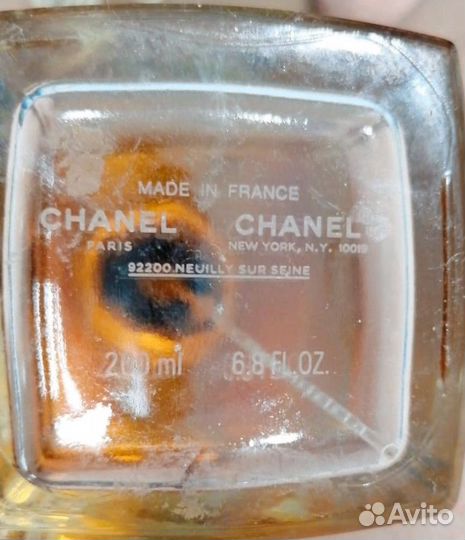 MADE IN FRANCE
CHANEL CHANEL
PARIS NEW YORK, N.Y. 10019
92200 NEUILLY SUR SEINE
200 ml 6.8 FL.OZ.
Avito